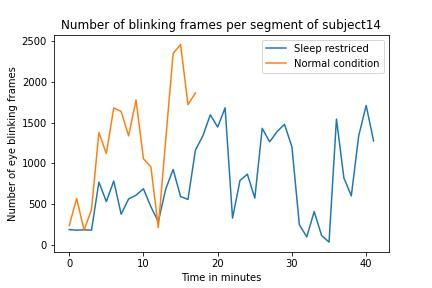 Number of blinking frames per segment of subject14
Sleep restriced
Normal condition
Number of eye blinking frames
2500
2000
1500
1000
500
0
0 10 20 30 40
Time in minutes